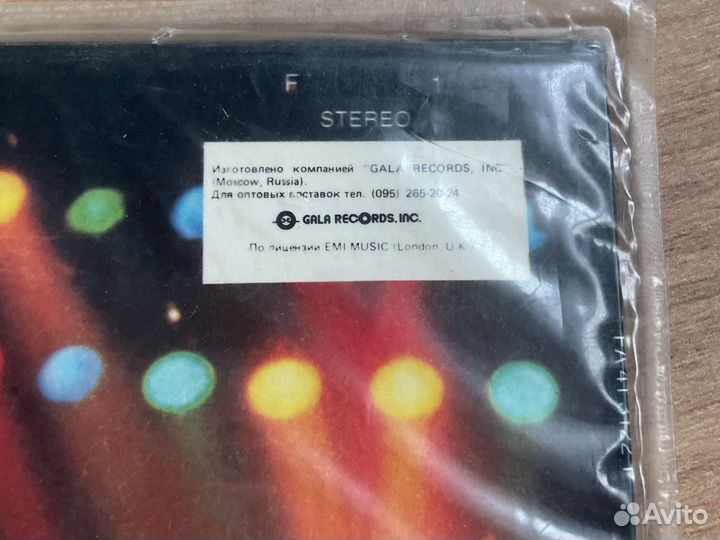 F 1
STEREO
Изготовлено компанией "GALA RECORDS, INC"
(Moscow, Russia).
Для оптовых поставок тел. (095) 265-20-24
GALA RECORDS, INC.
По лицензии EMI MUSIC (London, U.K.)
Avito